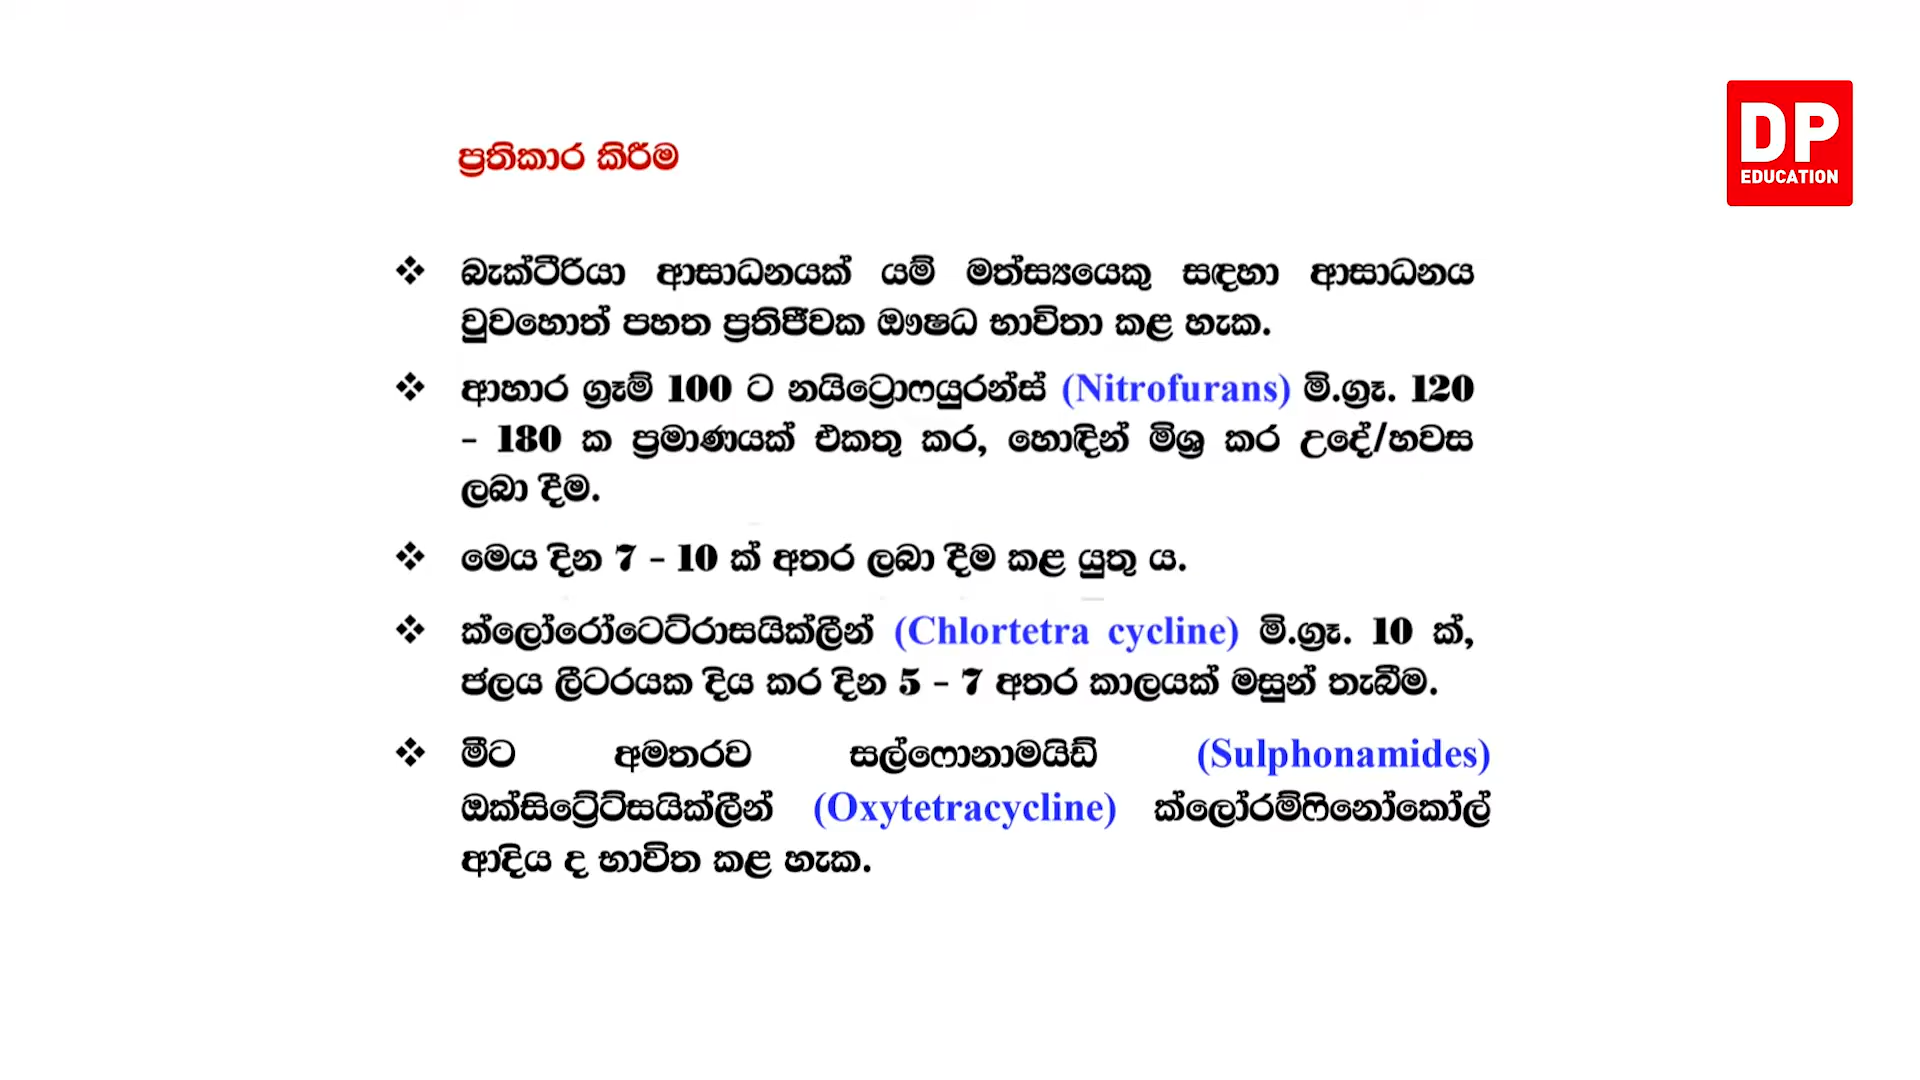 DP
EDUCATION
ප්‍රතිකාර කිරීම
❖ බැක්ටීරියා ආසාධනයක් යම් මත්ස්‍යයෙකු සඳහා ආසාධනය
වුවහොත් පහත ප්‍රතිජීවක ඖෂධ භාවිතා කළ හැක.
❖ ආහාර ග්‍රෑම් 100 ට නයිට්‍රොෆයුරන්ස් (Nitrofurans) මි.ග්‍රෑ. 120
- 180 ක ප්‍රමාණයක් එකතු කර, හොඳින් මිශ්‍ර කර උදේ/හවස
ලබා දීම.
❖ මෙය දින 7 - 10 ක් අතර ලබා දීම කළ යුතු ය.
❖ ක්ලෝරෝටෙට්රාසයික්ලීන් (Chlortetra cycline) මි.ග්‍රෑ. 10 ක්,
ජලය ලීටරයක දිය කර දින 5 - 7 අතර කාලයක් මසුන් තැබීම.
❖ මීට අමතරව සල්ෆොනාමයිඩ් (Sulphonamides)
ඔක්සිට්‍රේට්සයික්ලීන් (Oxytetracycline) ක්ලෝරම්ෆිනෝකෝල්
ආදිය ද භාවිත කළ හැක.